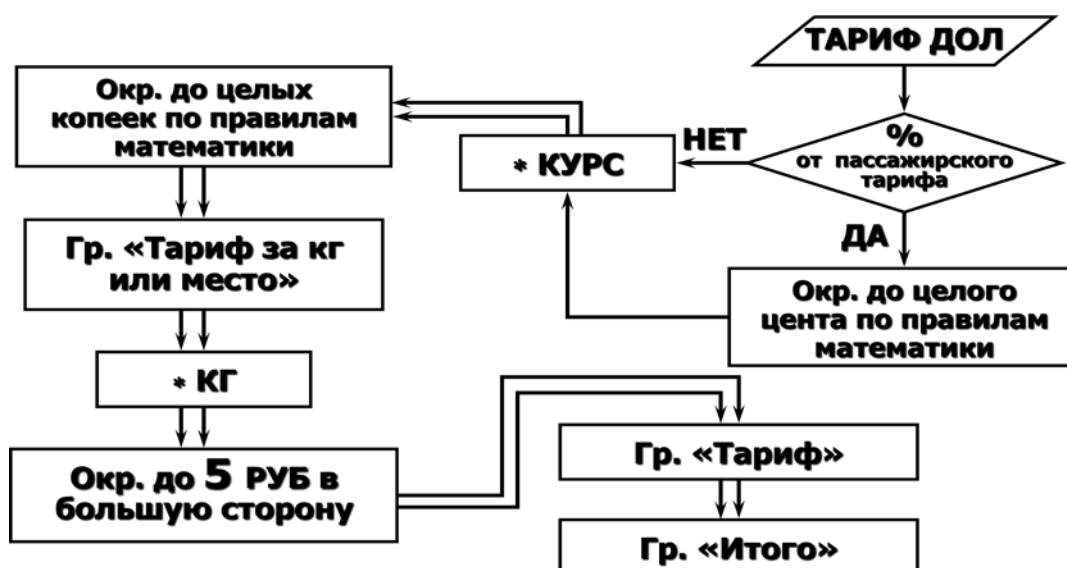 ТАРИФ ДОЛ
%
от пассажирского
тарифа
НЕТ
ДА
Окр. до целого
цента по правилам
математики
* КУРС
Окр. до целых
копеек по правилам
математики
Гр. «Тариф за кг
или место»
* КГ
Окр. до 5 РУБ в
большую сторону
Гр. «Тариф»
Гр. «Итого»